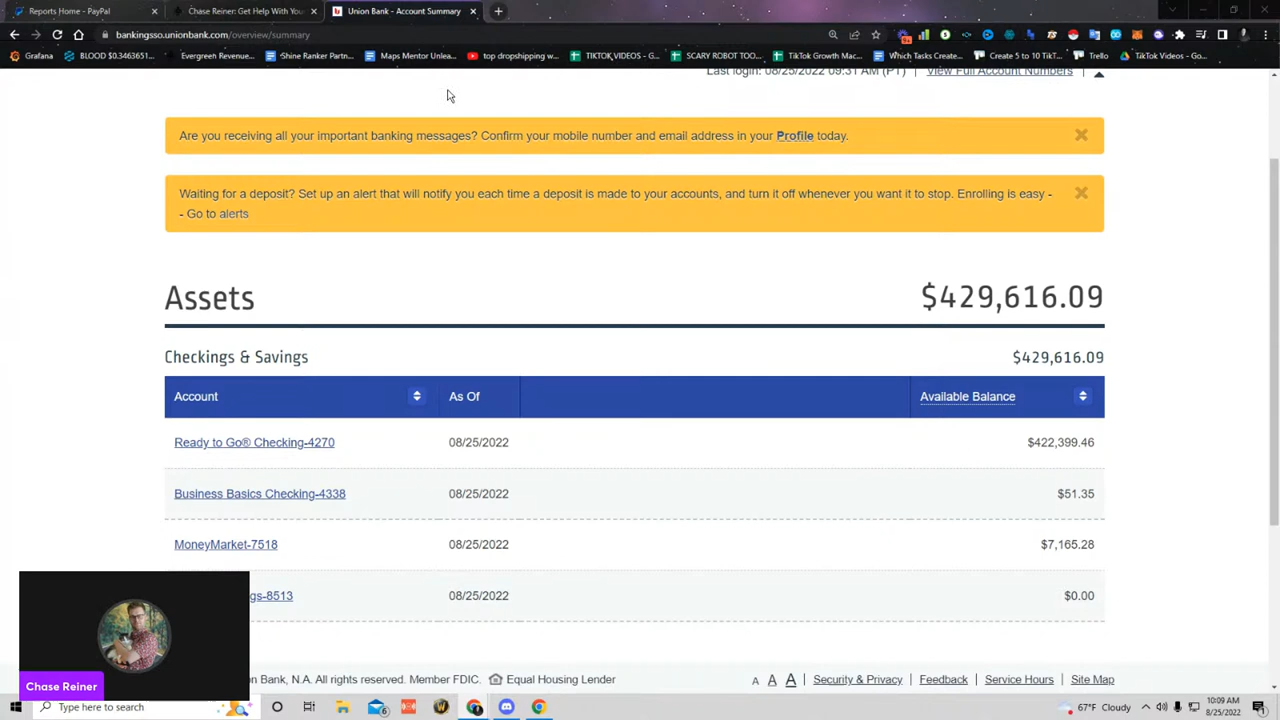 Reports Home - PayPal
Chase Reiner: Get Help With Your
Union Bank - Account Summary
bankingsso.unionbank.com/overview/summary
Grafana
BLOOD $0.3463651...
Evergreen Revenue...
*Shine Ranker Partn...
Maps Mentor Unlea...
top dropshipping w...
TIKTOK VIDEOS - G...
SCARY ROBOT TOO...
TikTok Growth Mac...
Which Tasks Create...
Create 5 to 10 TikT...
Trello
TikTok Videos - Go...
Last login: 08/25/2022 09:31 AM (PT) | View Full Account Numbers |
Are you receiving all your important banking messages? Confirm your mobile number and email address in your Profile today.
Waiting for a deposit? Set up an alert that will notify you each time a deposit is made to your accounts, and turn it off whenever you want it to stop. Enrolling is easy -
- Go to alerts
Assets $429,616.09
Checkings & Savings $429,616.09
Account As Of Available Balance
Ready to Go® Checking-4270 08/25/2022 $422,399.46
Business Basics Checking-4338 08/25/2022 $51.35
MoneyMarket-7518 08/25/2022 $7,165.28
gs-8513 08/25/2022 $0.00
Chase Reiner
on Bank, N.A. All rights reserved. Member FDIC. Equal Housing Lender A A A | Security & Privacy | Feedback | Service Hours | Site Map
Type here to search
6
67°F Cloudy
10:09 AM
8/25/2022
1